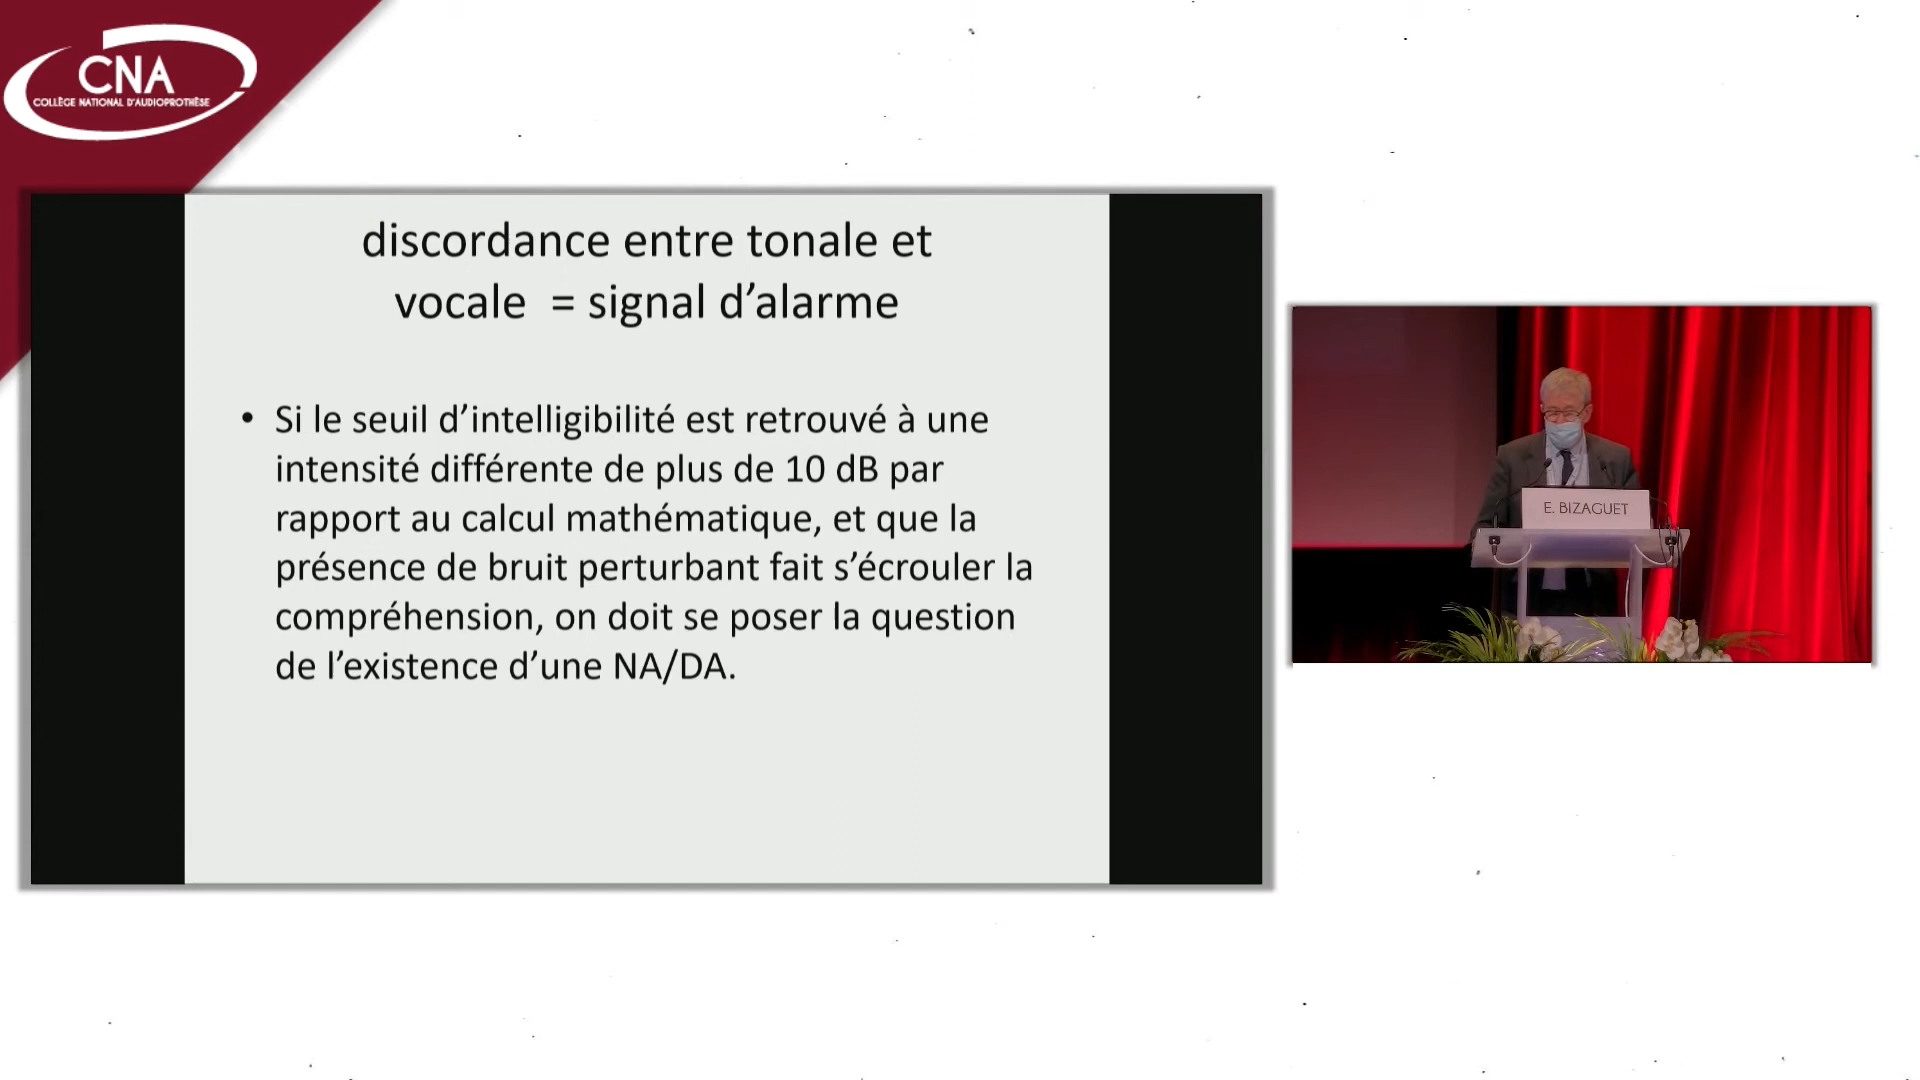 CNA
COLLÈGE NATIONAL D'AUDIOPROTHÈSE
discordance entre tonale et
vocale = signal d’alarme
• Si le seuil d’intelligibilité est retrouvé à une
intensité différente de plus de 10 dB par
rapport au calcul mathématique, et que la
présence de bruit perturbant fait s’écrouler la
compréhension, on doit se poser la question
de l’existence d’une NA/DA.
E. BIZAGUET